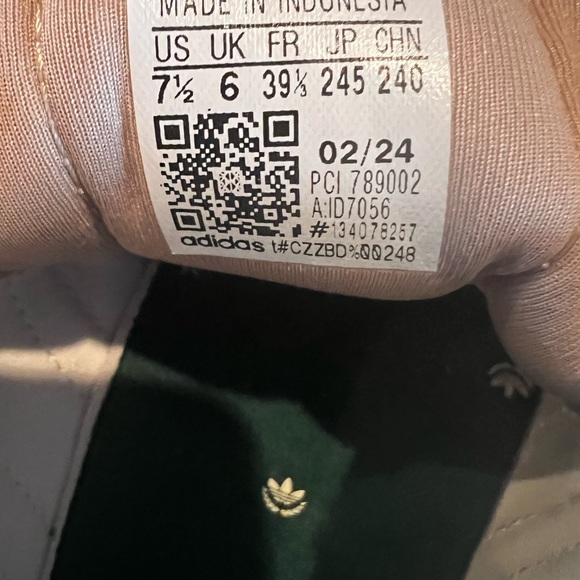 MADE IN INDONESIA
US UK FR JP CHN
7½ 6 39⅓ 245 240
02/24
PCI 789002
A:ID7056
#134078257
adidas t#CZZBD%00248